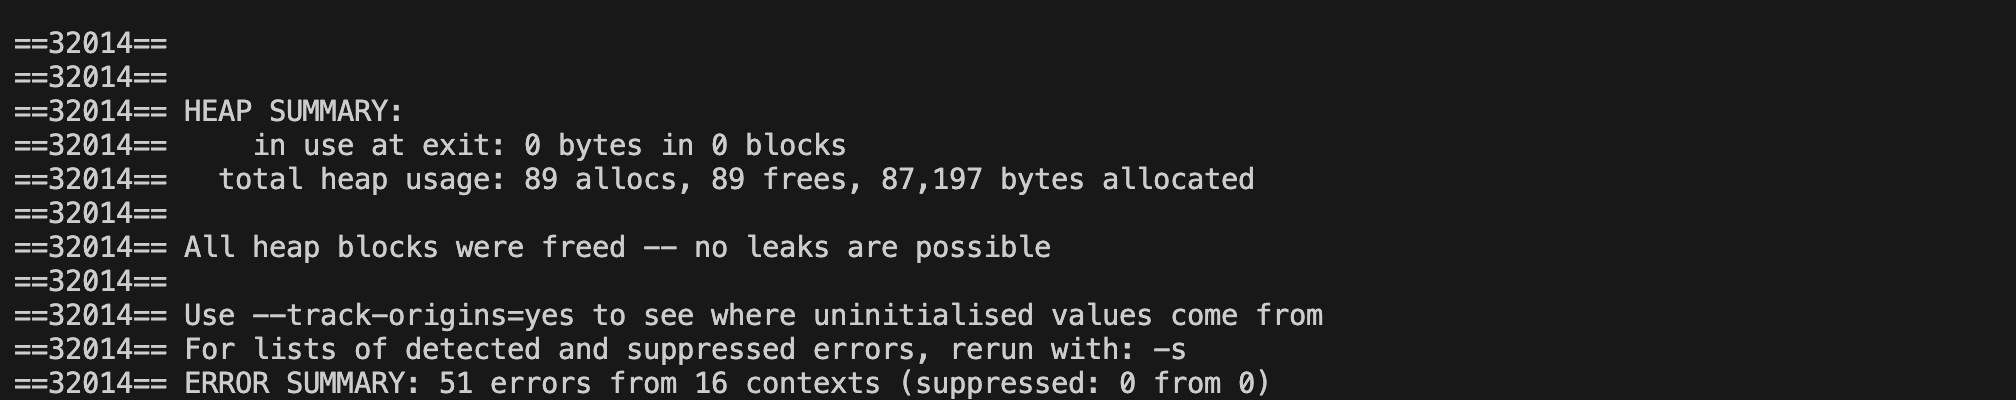 ==32014==
==32014==
==32014== HEAP SUMMARY:
==32014==     in use at exit: 0 bytes in 0 blocks
==32014==   total heap usage: 89 allocs, 89 frees, 87,197 bytes allocated
==32014==
==32014== All heap blocks were freed -- no leaks are possible
==32014==
==32014== Use --track-origins=yes to see where uninitialised values come from
==32014== For lists of detected and suppressed errors, rerun with: -s
==32014== ERROR SUMMARY: 51 errors from 16 contexts (suppressed: 0 from 0)